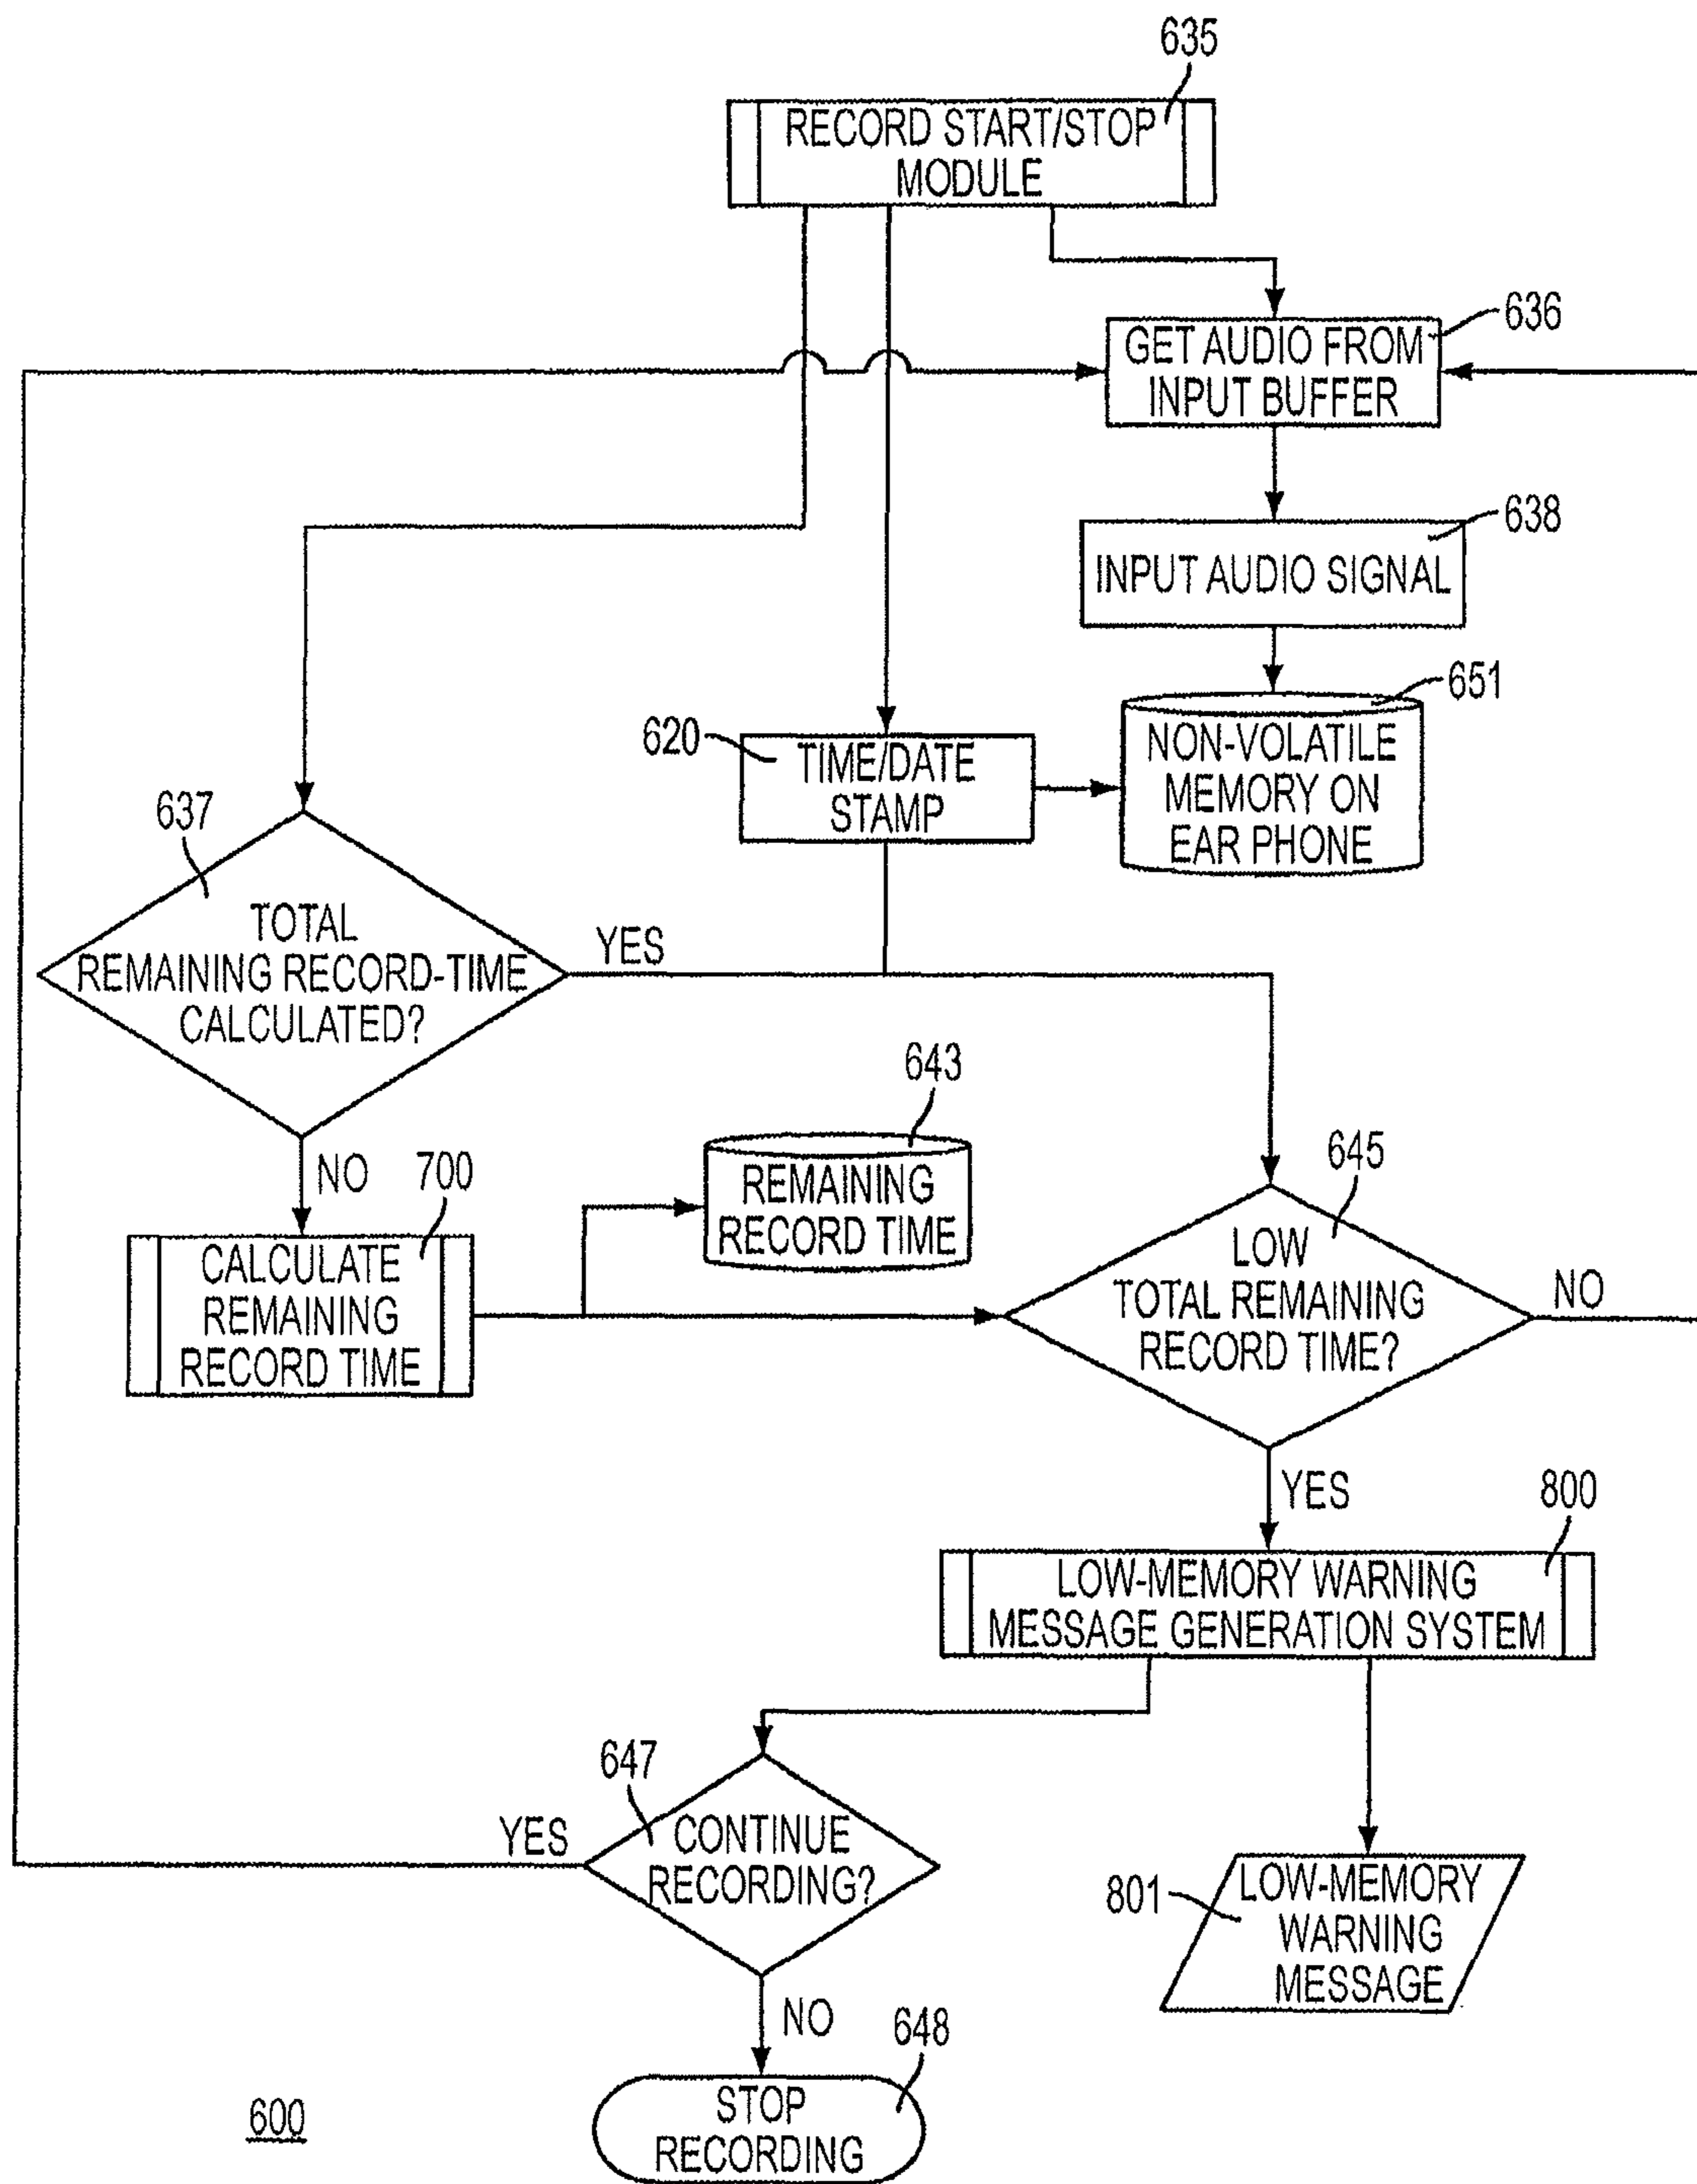 635
RECORD START/STOP
MODULE
636
GET AUDIO FROM
INPUT BUFFER
638
INPUT AUDIO SIGNAL
651
NON-VOLATILE
MEMORY ON
EAR PHONE
620
TIME/DATE
STAMP
637
TOTAL
REMAINING RECORD-TIME
CALCULATED?
YES
NO
700
CALCULATE
REMAINING
RECORD TIME
643
REMAINING
RECORD TIME
645
LOW
TOTAL REMAINING
RECORD TIME?
NO
YES
800
LOW-MEMORY WARNING
MESSAGE GENERATION SYSTEM
647
YES
CONTINUE
RECORDING?
801
LOW-MEMORY
WARNING
MESSAGE
NO
648
STOP
RECORDING
600